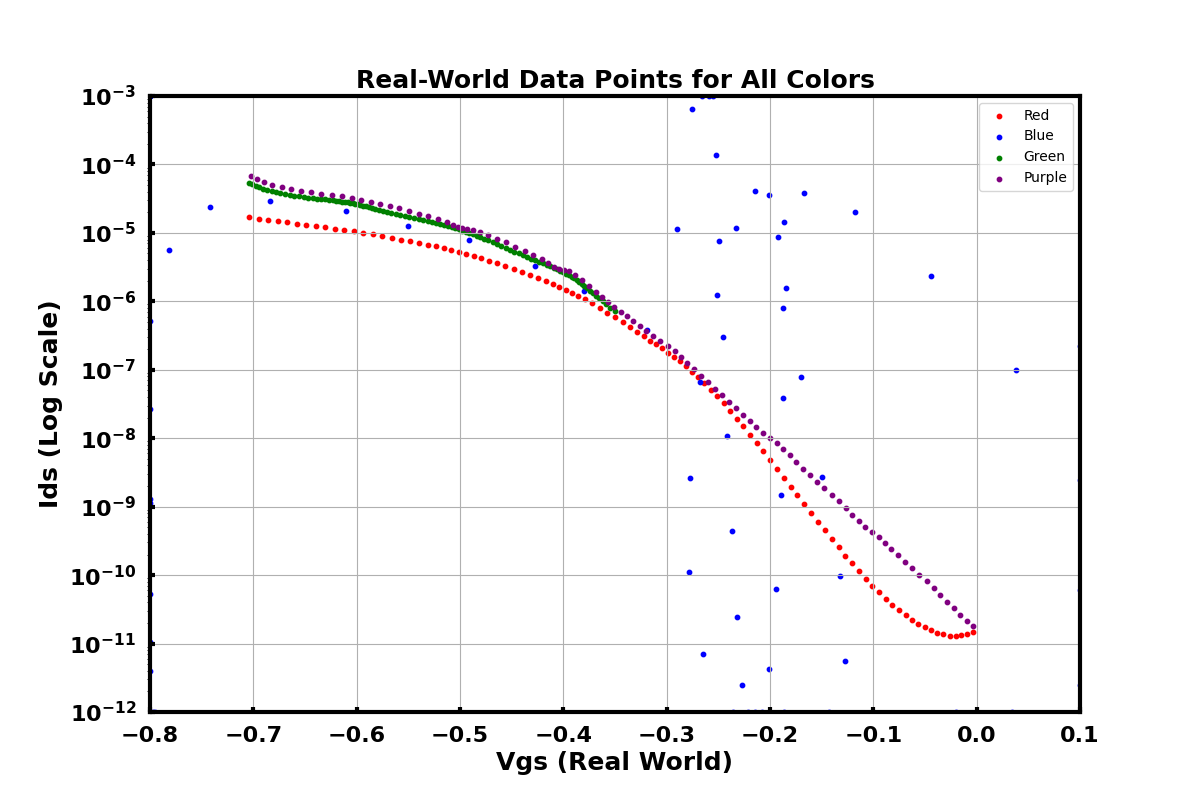 Real-World Data Points for All Colors
10⁻³
10⁻⁴
10⁻⁵
10⁻⁶
10⁻⁷
10⁻⁸
10⁻⁹
10⁻¹⁰
10⁻¹¹
10⁻¹²
Ids (Log Scale)
Red
Blue
Green
Purple
−0.8 −0.7 −0.6 −0.5 −0.4 −0.3 −0.2 −0.1 0.0 0.1
Vgs (Real World)